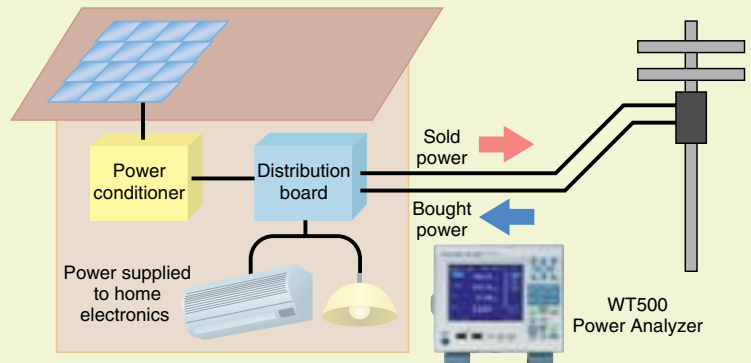 Sold
power
Power
conditioner
Distribution
board
Bought
power
Power supplied
to home
electronics
WT500
Power Analyzer